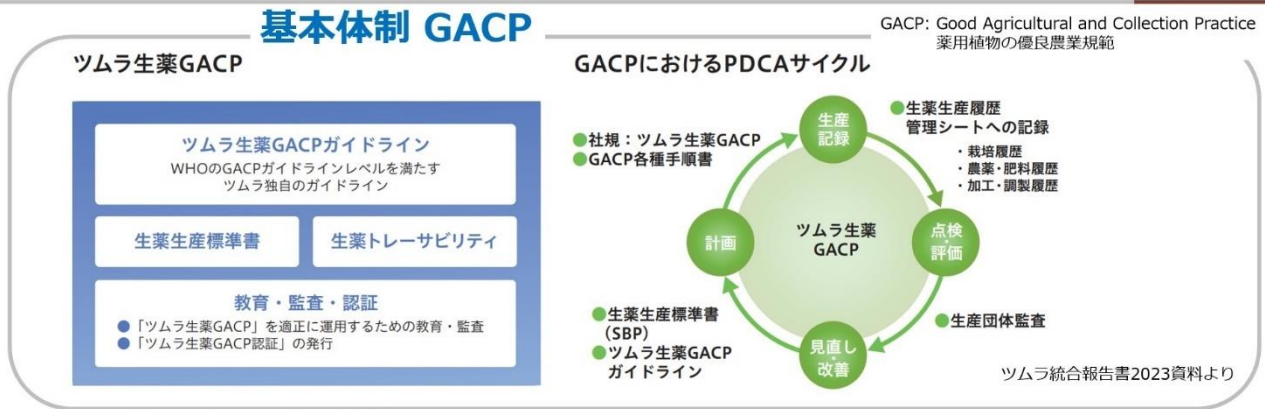 基本体制 GACP
GACP: Good Agricultural and Collection Practice
薬用植物の優良農業規範
ツムラ生薬GACP
ツムラ生薬GACPガイドライン
WHOのGACPガイドラインレベルを満たす
ツムラ独自のガイドライン
生薬生産標準書
生薬トレーサビリティ
教育・監査・認証
●「ツムラ生薬GACP」を適正に運用するための教育・監査
●「ツムラ生薬GACP認証」の発行
GACPにおけるPDCAサイクル
●社規：ツムラ生薬GACP
●GACP各種手順書
生産
記録
●生薬生産履歴
管理シートへの記録
・栽培履歴
・農薬・肥料履歴
・加工・調製履歴
計画
ツムラ生薬
GACP
点検・
評価
●生薬生産標準書
(SBP)
●ツムラ生薬GACP
ガイドライン
見直し・
改善
●生産団体監査
ツムラ統合報告書2023資料より